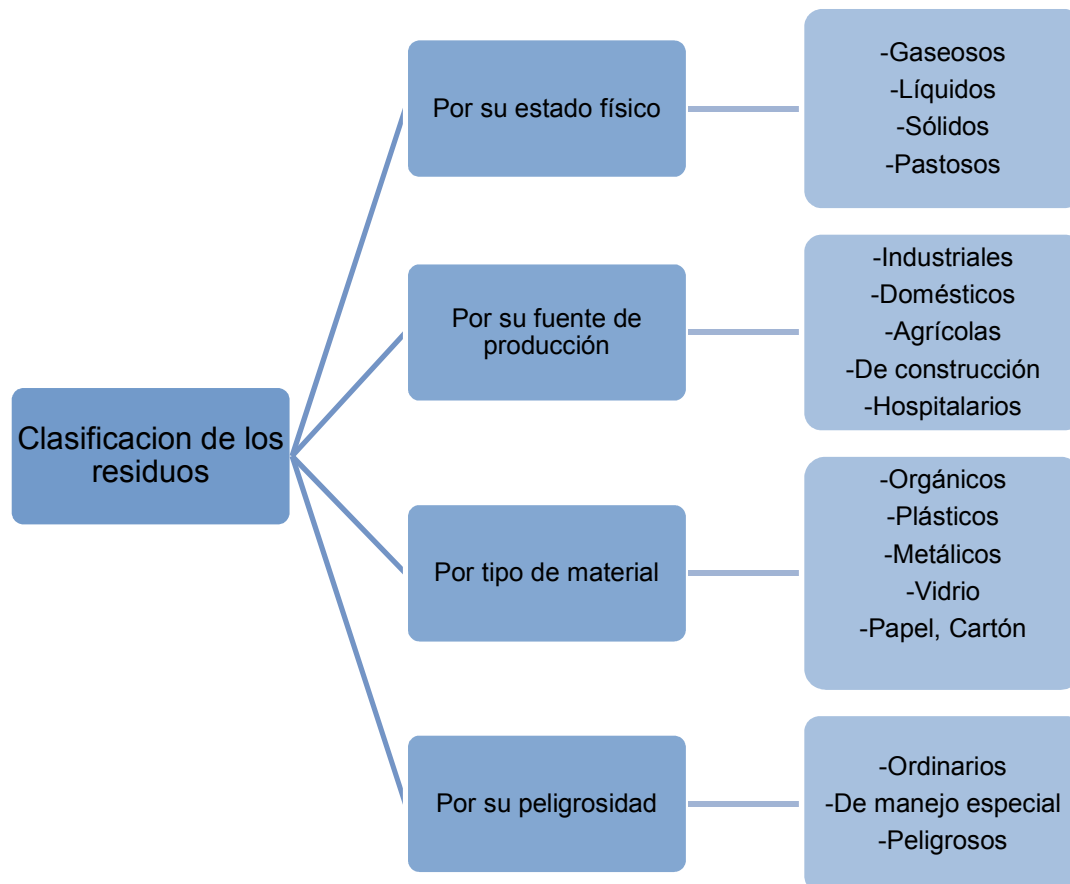 Clasificacion de los
residuos
Por su estado físico
-Gaseosos
-Líquidos
-Sólidos
-Pastosos
Por su fuente de
producción
-Industriales
-Domésticos
-Agrícolas
-De construcción
-Hospitalarios
Por tipo de material
-Orgánicos
-Plásticos
-Metálicos
-Vidrio
-Papel, Cartón
Por su peligrosidad
-Ordinarios
-De manejo especial
-Peligrosos